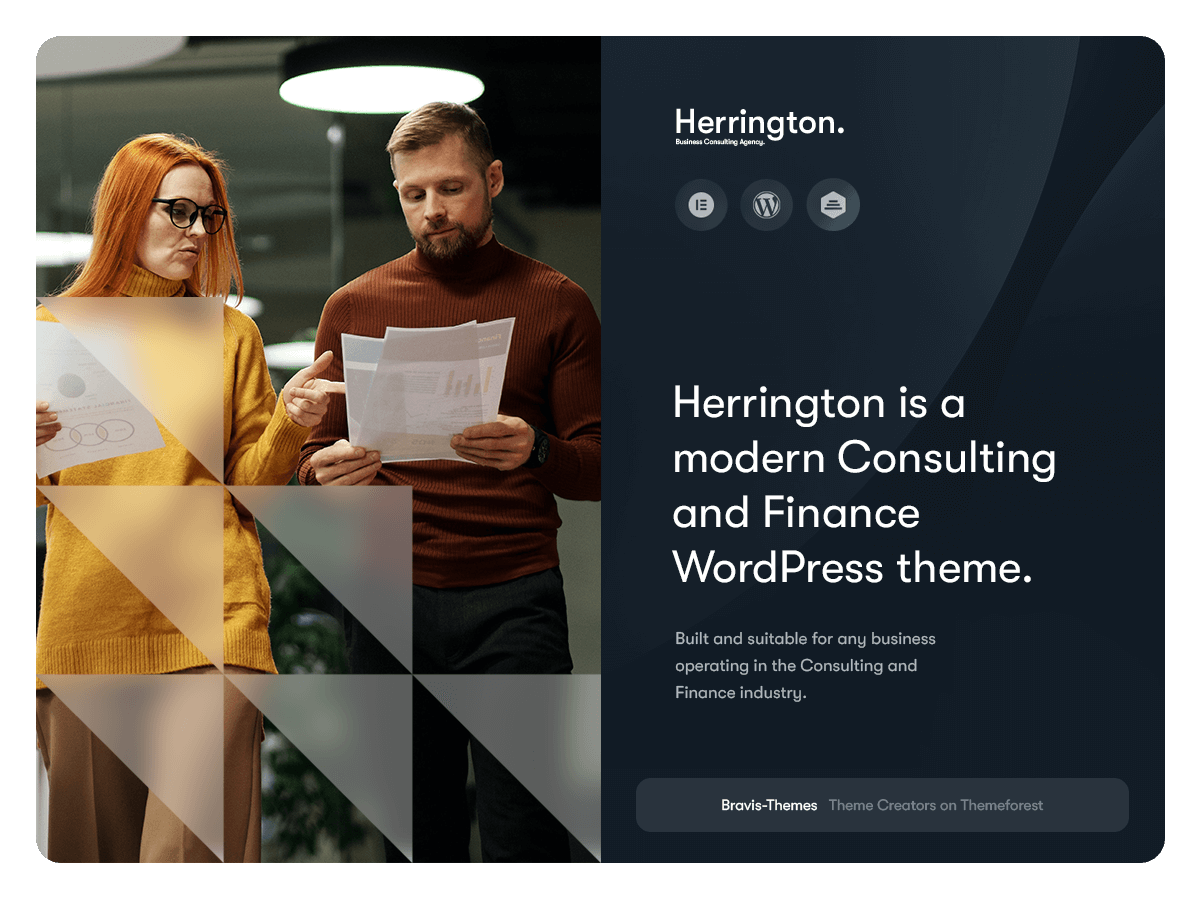 Herrington.
Business Consulting Agency.
Herrington is a
modern Consulting
and Finance
WordPress theme.
Built and suitable for any business
operating in the Consulting and
Finance industry.
Bravis-Themes Theme Creators on Themeforest